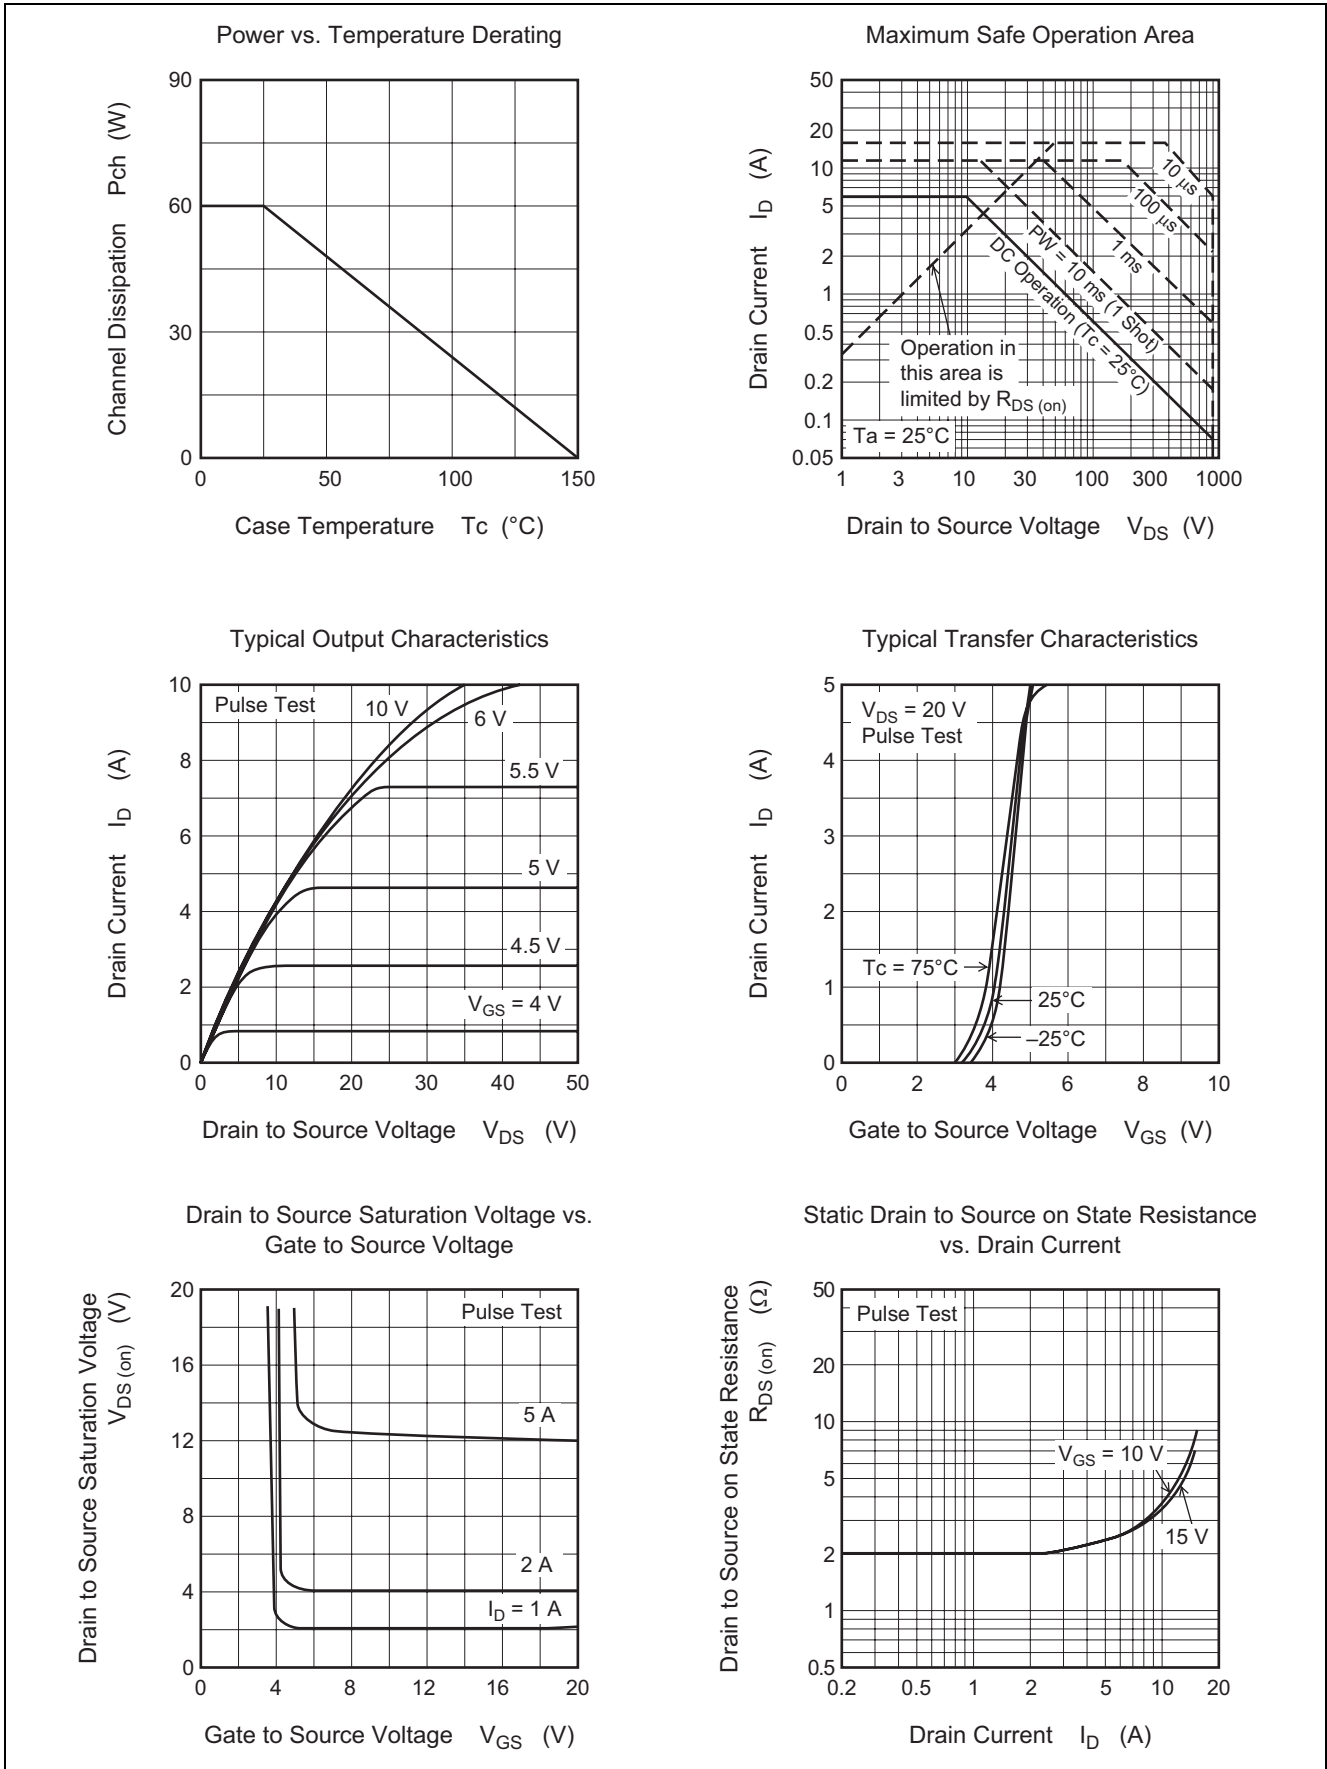 Power vs. Temperature Derating
90
60
30
0
0 50 100 150
Channel Dissipation Pch (W)
Case Temperature Tc (°C)
Maximum Safe Operation Area
50
20
10
5
2
1
0.5
0.2
0.1
0.05
1 3 10 30 100 300 1000
Drain Current ID (A)
10 µs
100 µs
1 ms
PW = 10 ms (1 Shot)
DC Operation (Tc = 25°C)
Operation in
this area is
limited by RDS (on)
Ta = 25°C
Drain to Source Voltage VDS (V)
Typical Output Characteristics
10
8
6
4
2
0
0 10 20 30 40 50
Drain Current ID (A)
Pulse Test
10 V
6 V
5.5 V
5 V
4.5 V
VGS = 4 V
Drain to Source Voltage VDS (V)
Typical Transfer Characteristics
5
4
3
2
1
0
0 2 4 6 8 10
Drain Current ID (A)
VDS = 20 V
Pulse Test
Tc = 75°C
25°C
–25°C
Gate to Source Voltage VGS (V)
Drain to Source Saturation Voltage vs.
Gate to Source Voltage
20
16
12
8
4
0
0 4 8 12 16 20
Drain to Source Saturation Voltage
VDS (on) (V)
Pulse Test
5 A
2 A
ID = 1 A
Gate to Source Voltage VGS (V)
Static Drain to Source on State Resistance
vs. Drain Current
50
20
10
5
2
1
0.5
0.2 0.5 1 2 5 10 20
Drain to Source on State Resistance
RDS (on) (Ω)
Pulse Test
VGS = 10 V
15 V
Drain Current ID (A)